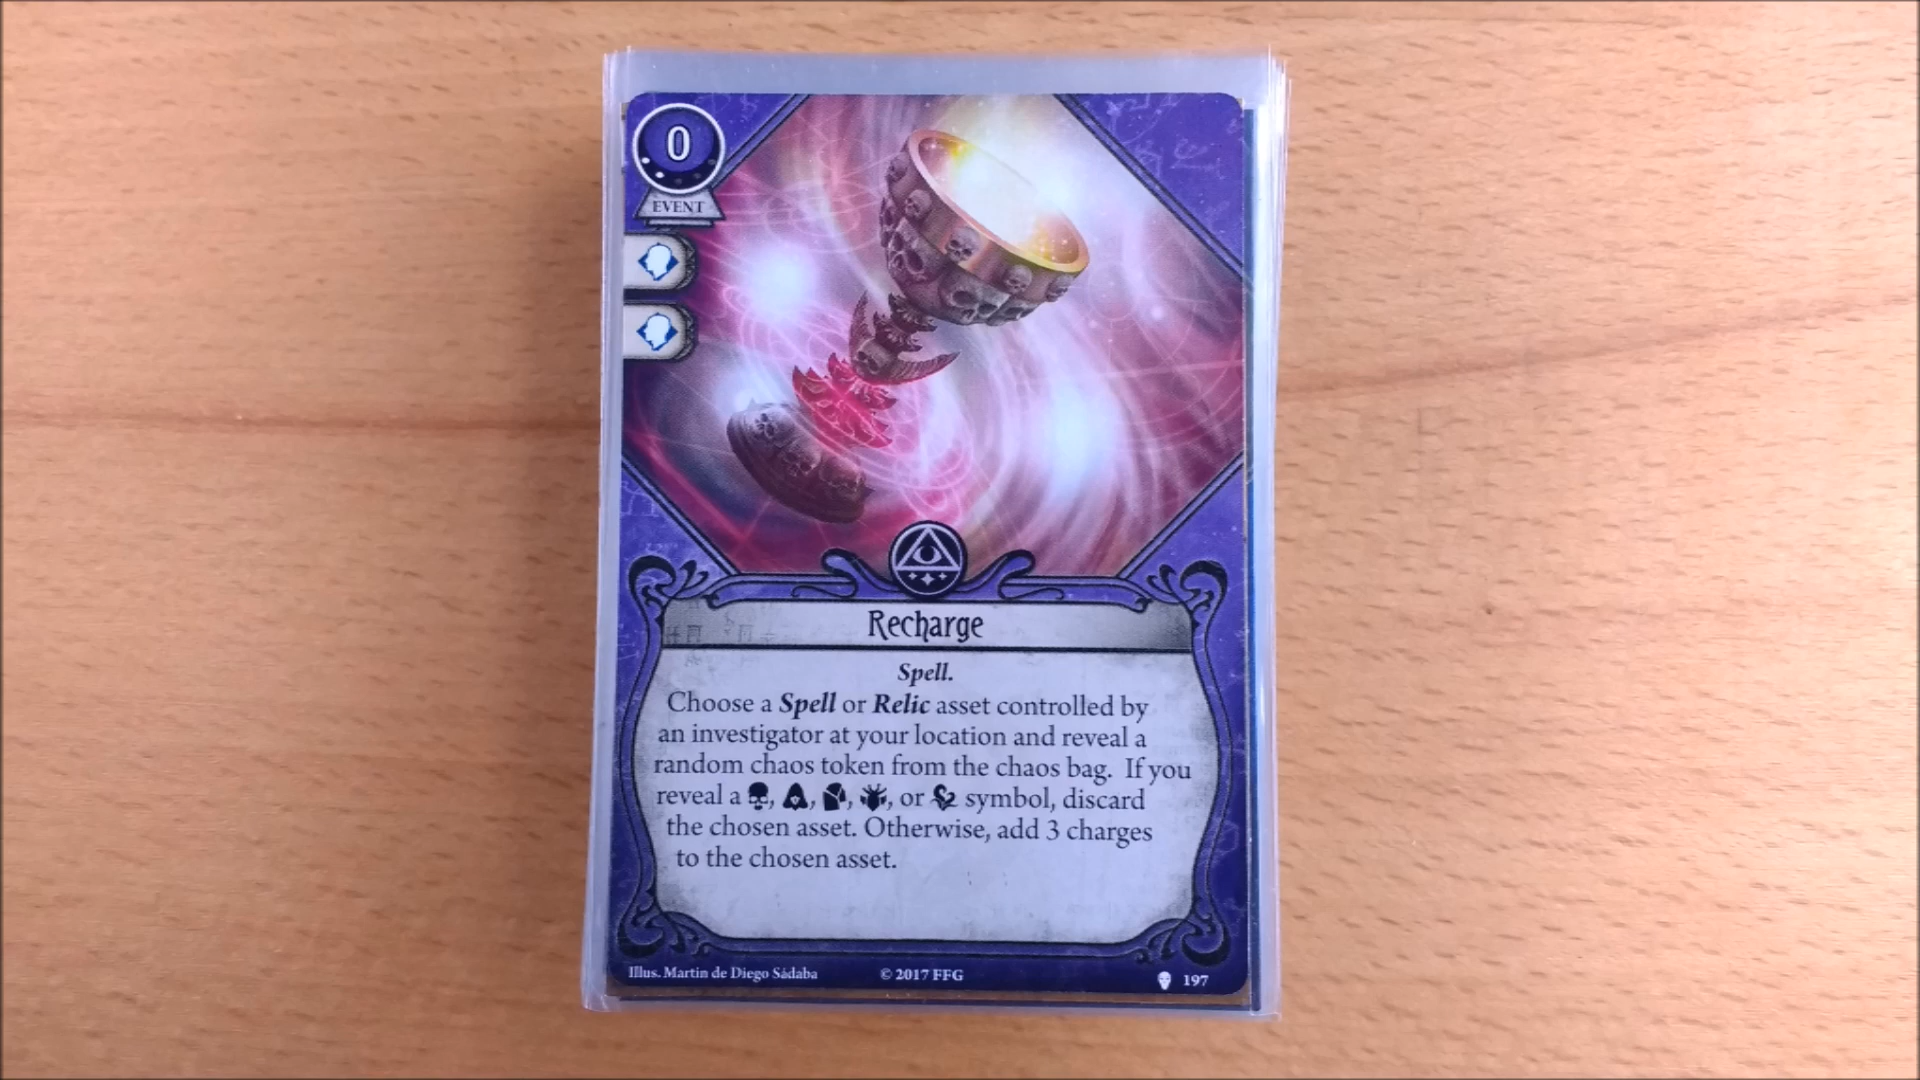 0
EVENT
Recharge
Spell.
Choose a Spell or Relic asset controlled by
an investigator at your location and reveal a
random chaos token from the chaos bag. If you
reveal a , , , , or symbol, discard
the chosen asset. Otherwise, add 3 charges
to the chosen asset.
Illus. Martin de Diego Sádaba © 2017 FFG 197